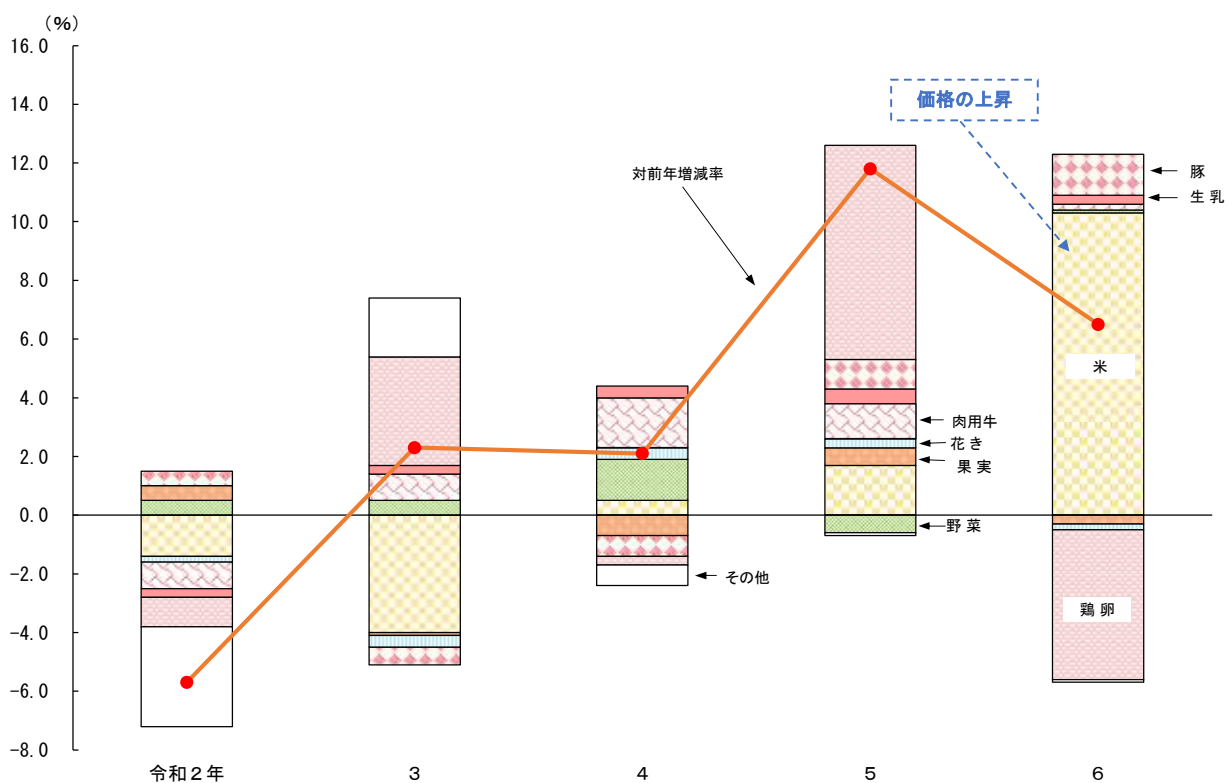 （%）
16.0
14.0
12.0
10.0
8.0
6.0
4.0
2.0
0.0
-2.0
-4.0
-6.0
-8.0
価格の上昇
対前年増減率
豚
生 乳
米
肉用牛
花 き
果 実
野 菜
その他
鶏 卵
令和２年
３
４
５
６